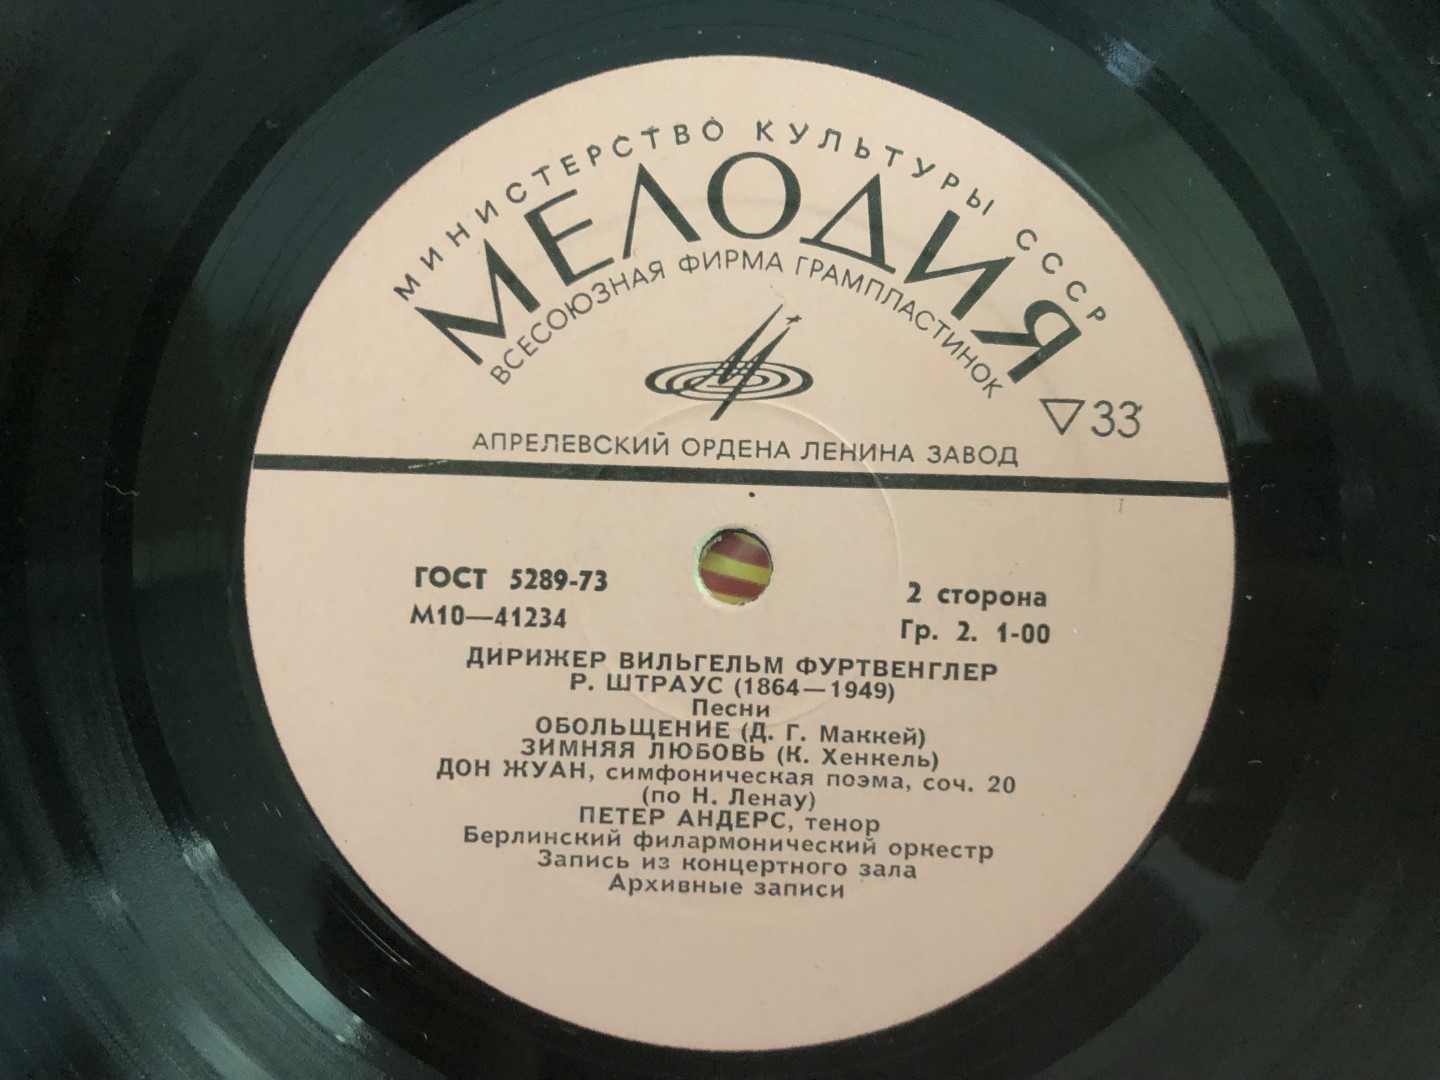 МИНИСТЕРСТВО КУЛЬТУРЫ СССР
МЕЛОДИЯ
ВСЕСОЮЗНАЯ ФИРМА ГРАМПЛАСТИНОК
33
АПРЕЛЕВСКИЙ ОРДЕНА ЛЕНИНА ЗАВОД
ГОСТ 5289-73
2 сторона
М10—41234
Гр. 2. 1-00
ДИРИЖЕР ВИЛЬГЕЛЬМ ФУРТВЕНГЛЕР
Р. ШТРАУС (1864—1949)
Песни
ОБОЛЬЩЕНИЕ (Д. Г. Маккей)
ЗИМНЯЯ ЛЮБОВЬ (К. Хенкель)
ДОН ЖУАН, симфоническая поэма, соч. 20
(по Н. Ленау)
ПЕТЕР АНДЕРС, тенор
Берлинский филармонический оркестр
Запись из концертного зала
Архивные записи